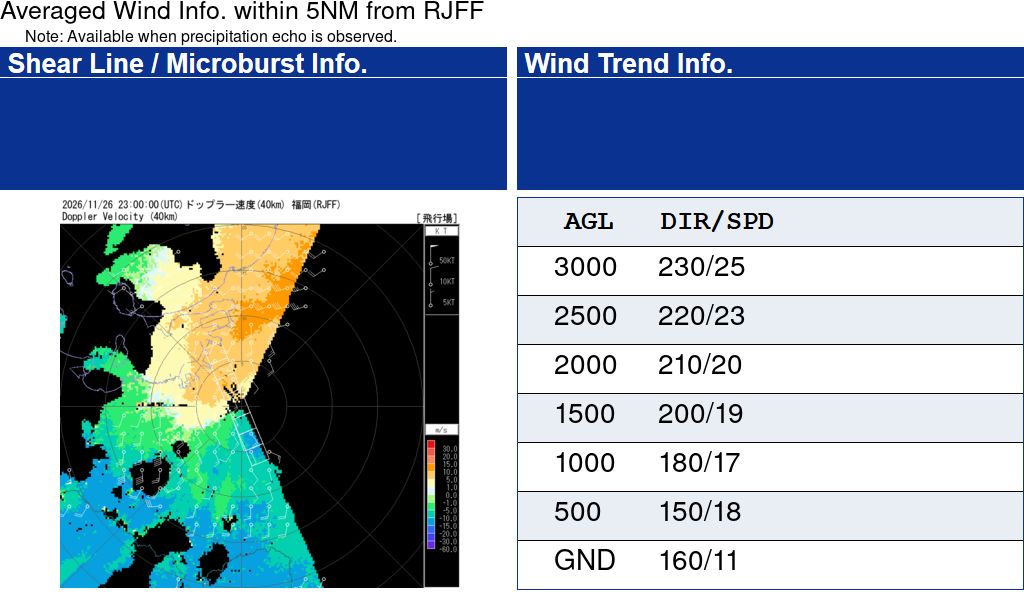 Averaged Wind Info. within 5NM from RJFF
Note: Available when precipitation echo is observed.
Shear Line / Microburst Info.
Wind Trend Info.
2026/11/26 23:00:00(UTC) ドップラー速度(40km) 福岡(RJFF)
Doppler Velocity (40km)
[飛行場]
KT
50KT
10KT
5KT
m/s
30.0
20.0
15.0
10.0
5.0
1.0
0.0
-1.0
-5.0
-10.0
-15.0
-20.0
-30.0
-60.0
AGL DIR/SPD
3000 230/25
2500 220/23
2000 210/20
1500 200/19
1000 180/17
500 150/18
GND 160/11